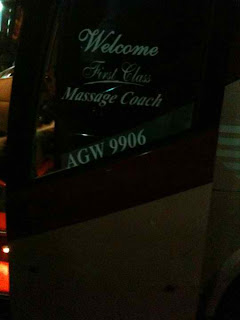 Welcome
First Class
Massage Coach
AGW 9906